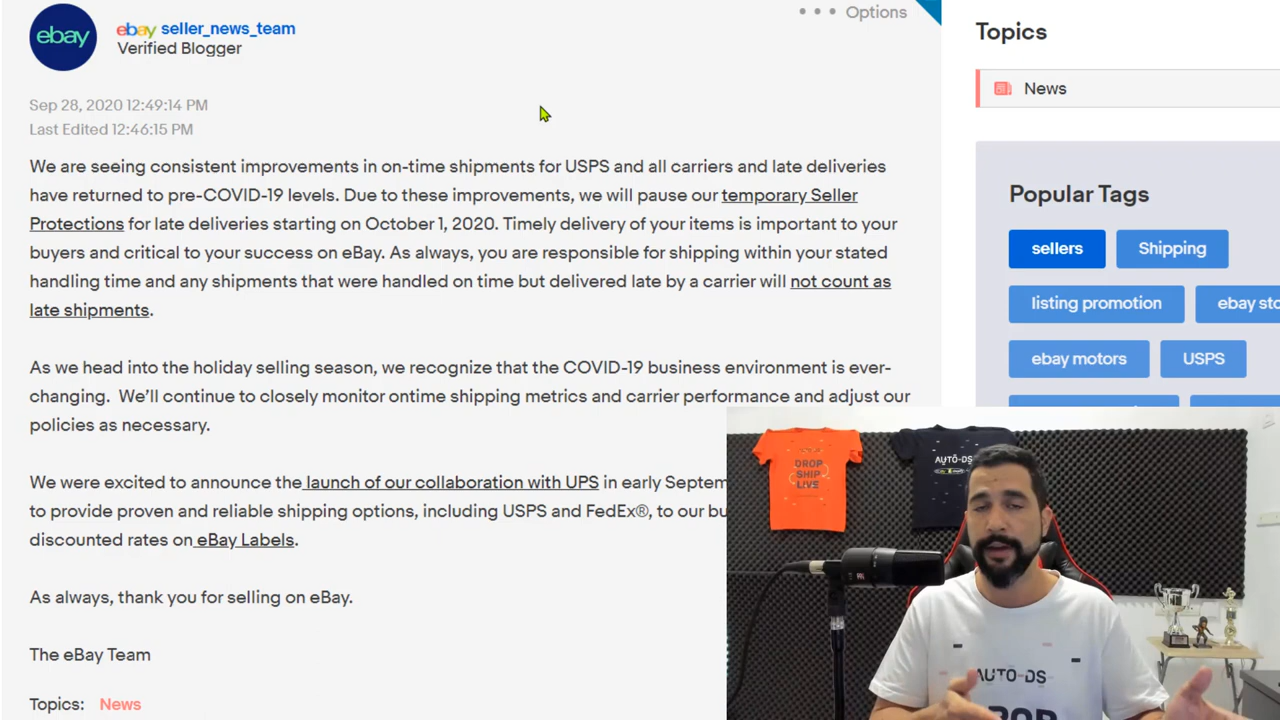 ebay
ebay seller_news_team
Verified Blogger
Options
Sep 28, 2020 12:49:14 PM
Last Edited 12:46:15 PM
We are seeing consistent improvements in on-time shipments for USPS and all carriers and late deliveries
have returned to pre-COVID-19 levels. Due to these improvements, we will pause our temporary Seller
Protections for late deliveries starting on October 1, 2020. Timely delivery of your items is important to your
buyers and critical to your success on eBay. As always, you are responsible for shipping within your stated
handling time and any shipments that were handled on time but delivered late by a carrier will not count as
late shipments.
As we head into the holiday selling season, we recognize that the COVID-19 business environment is ever-
changing. We'll continue to closely monitor ontime shipping metrics and carrier performance and adjust our
policies as necessary.
We were excited to announce the launch of our collaboration with UPS in early Septem
to provide proven and reliable shipping options, including USPS and FedEx®, to our bu
discounted rates on eBay Labels.
As always, thank you for selling on eBay.
The eBay Team
Topics: News
Topics
News
Popular Tags
sellers Shipping
listing promotion ebay sto
ebay motors USPS
DROP
SHIP
LIVE
AUTO-DS
AUTO-DS
DROP